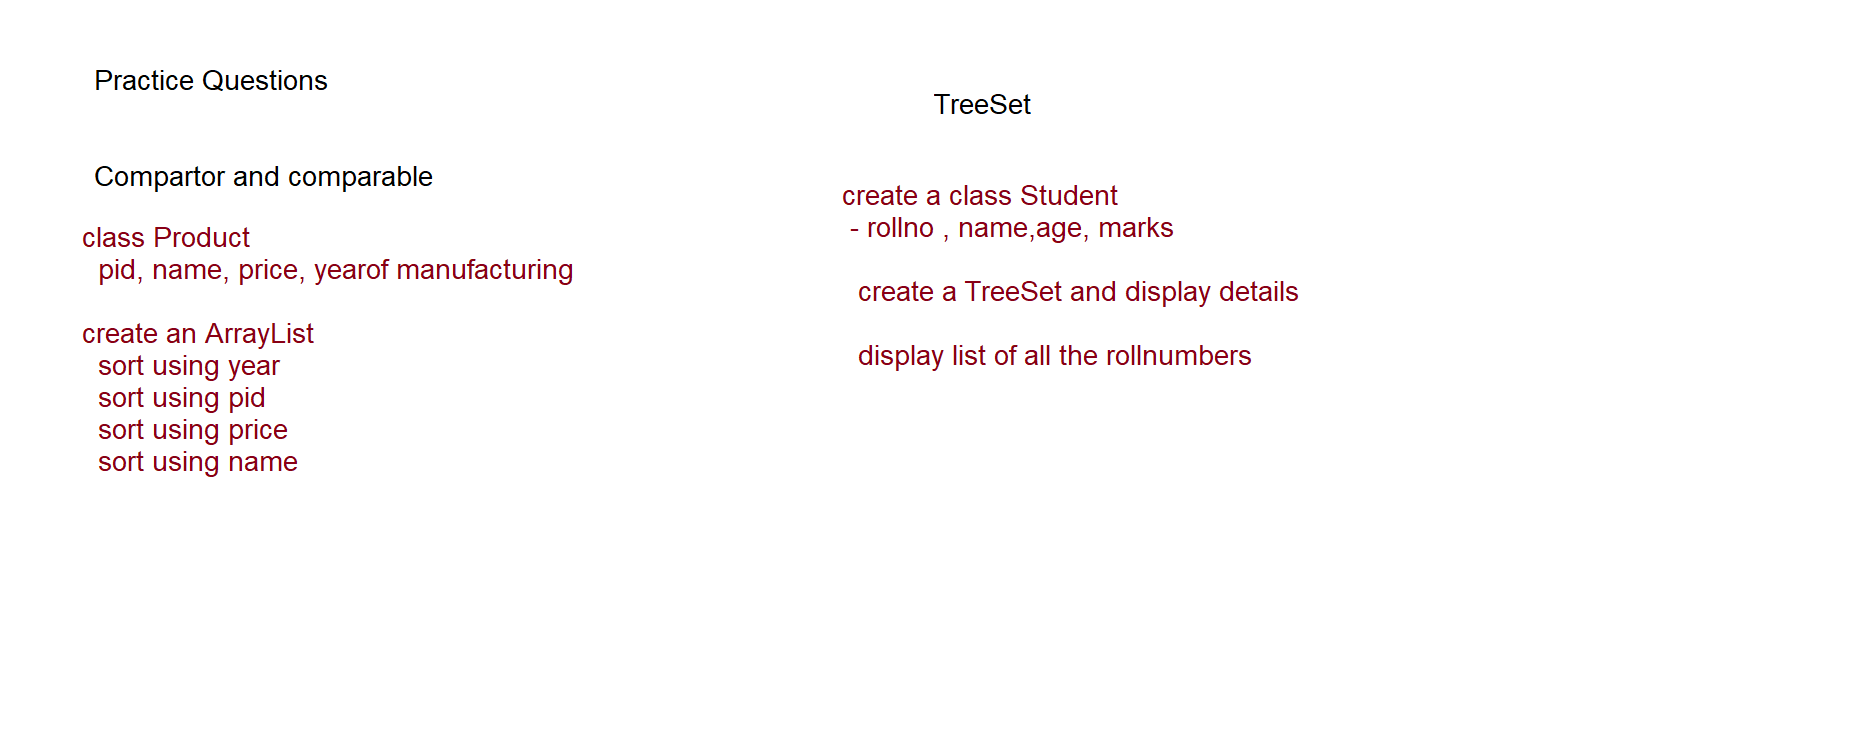 Practice Questions
Compartor and comparable
class Product
pid, name, price, yearof manufacturing
create an ArrayList
sort using year
sort using pid
sort using price
sort using name
TreeSet
create a class Student
- rollno , name,age, marks
create a TreeSet and display details
display list of all the rollnumbers